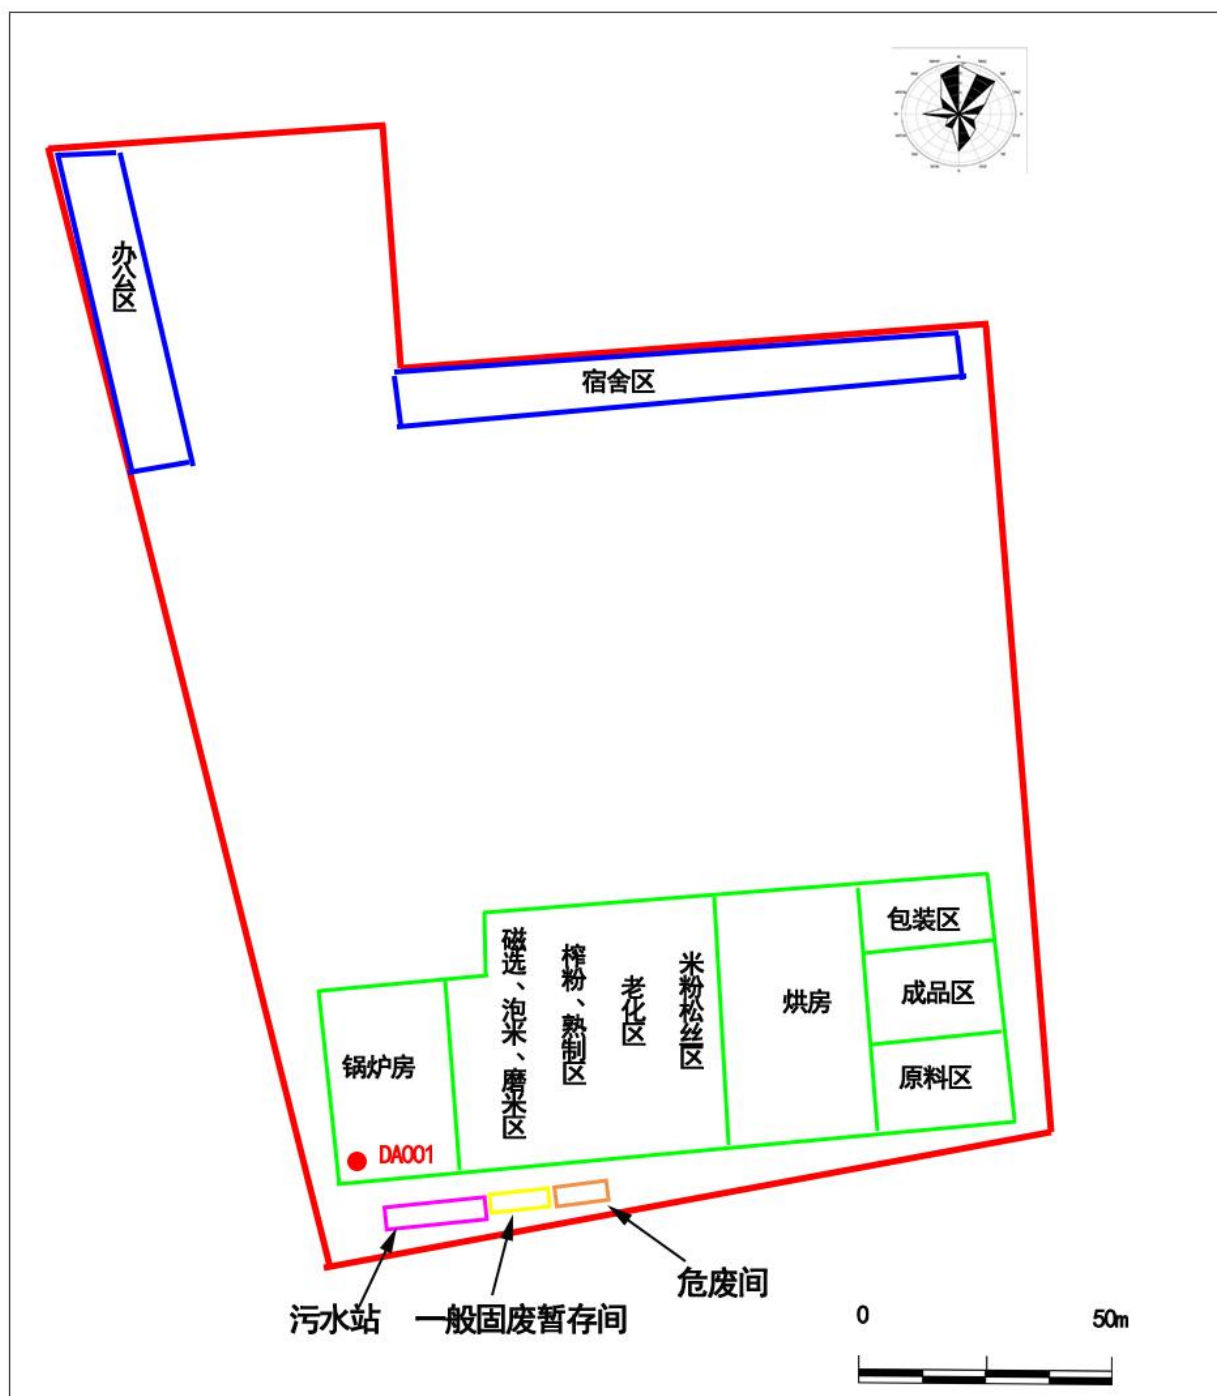 办公区
宿舍区
包装区
磁选、泡米、磨米区
榨粉、熟制区
老化区
米粉松丝区
烘房
成品区
原料区
锅炉房
DA001
危废间
污水站
一般固废暂存间
0
50m